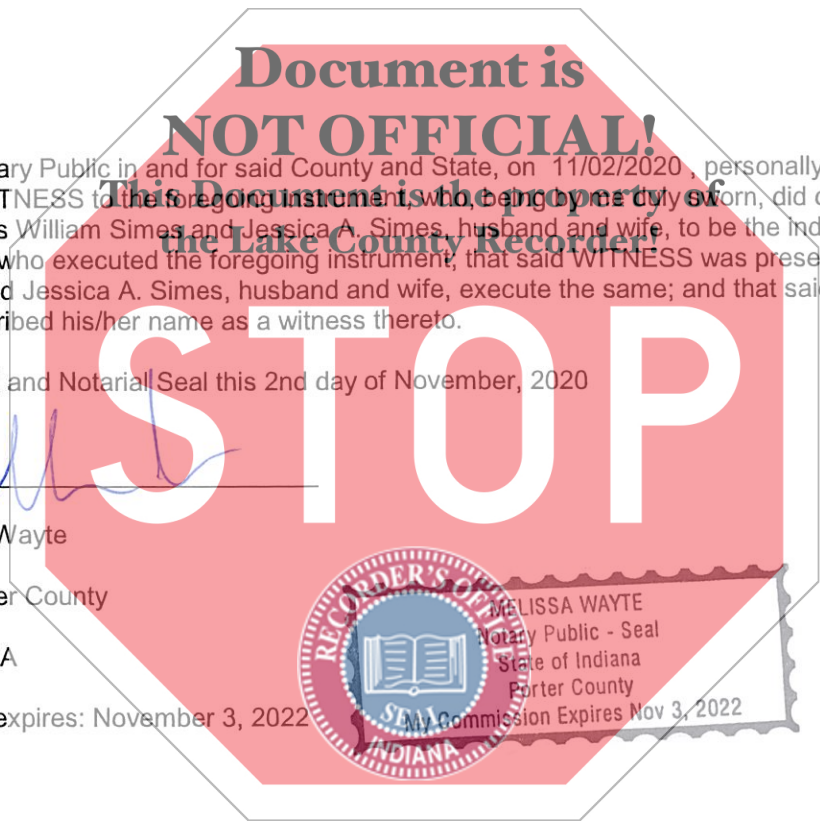 Document is
NOT OFFICIAL!
This Document is the property of
the Lake County Recorder!
ary Public in and for said County and State, on 11/02/2020 , personally
TNESS to the foregoing instrument, who, being by me duly sworn, did
s William Simes and Jessica A. Simes, husband and wife, to be the ind
who executed the foregoing instrument; that said WITNESS was prese
d Jessica A. Simes, husband and wife, execute the same; and that said
ribed his/her name as a witness thereto.
and Notarial Seal this 2nd day of November, 2020
STOP
Wayte
er County
A
expires: November 3, 2022
RECORDER'S OFFICE
SEAL
INDIANA
MELISSA WAYTE
Notary Public - Seal
State of Indiana
Porter County
My Commission Expires Nov 3, 2022